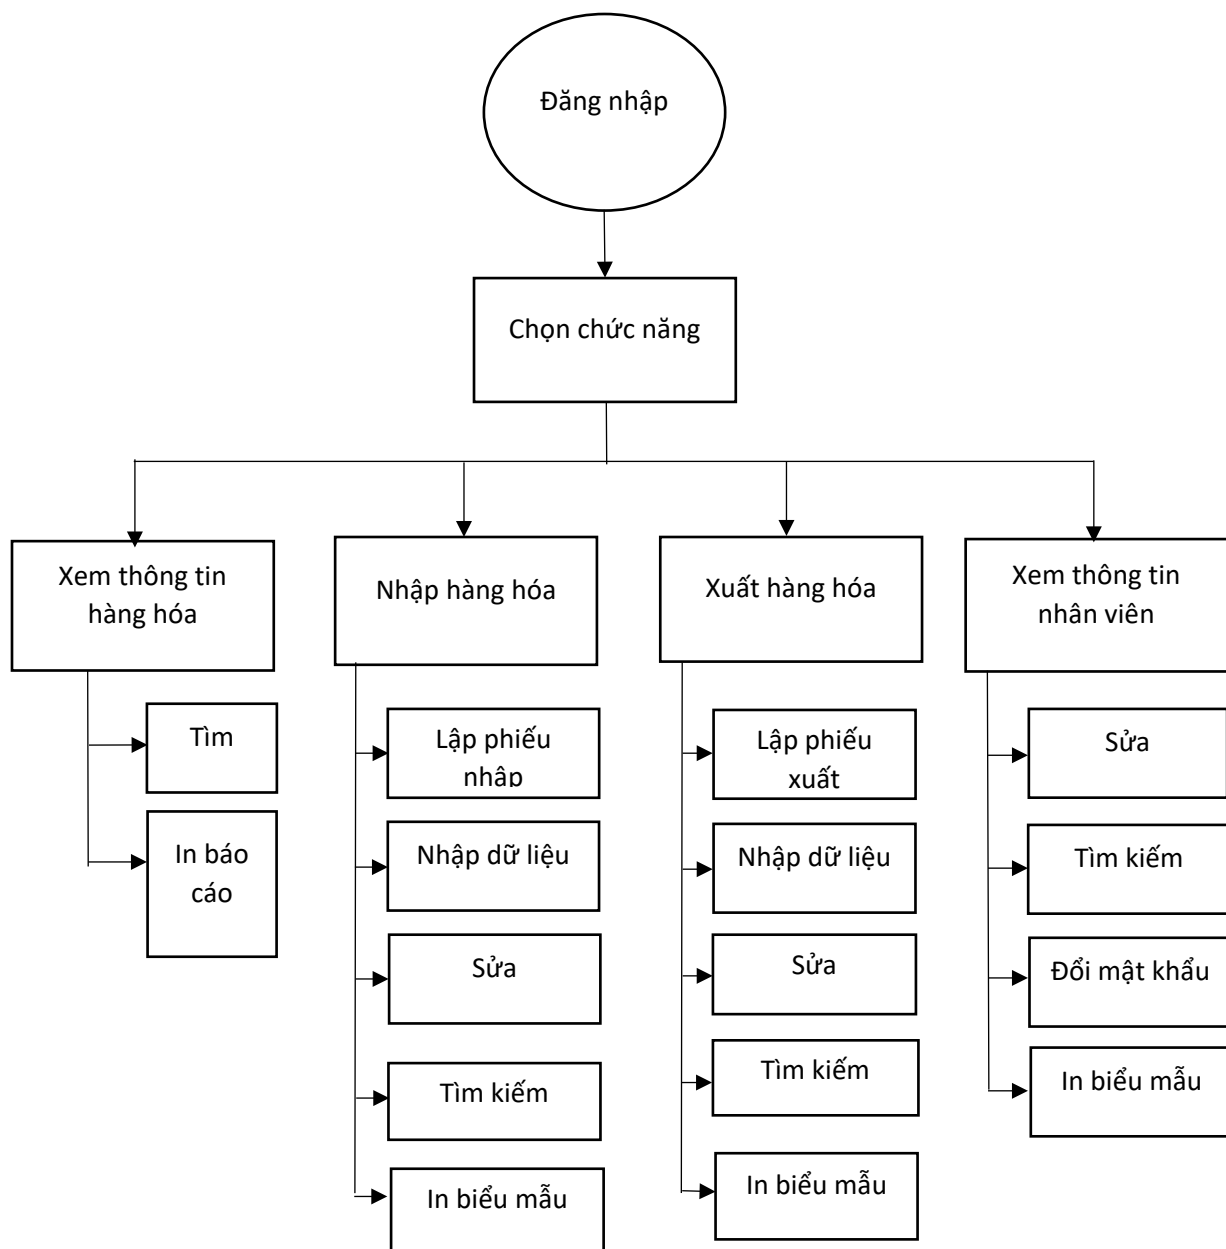 Đăng nhập
Chọn chức năng
Xem thông tin
hàng hóa
Nhập hàng hóa
Xuất hàng hóa
Xem thông tin
nhân viên
Tìm
In báo
cáo
Lập phiếu
nhập
Nhập dữ liệu
Sửa
Tìm kiếm
In biểu mẫu
Lập phiếu
xuất
Nhập dữ liệu
Sửa
Tìm kiếm
In biểu mẫu
Sửa
Tìm kiếm
Đổi mật khẩu
In biểu mẫu